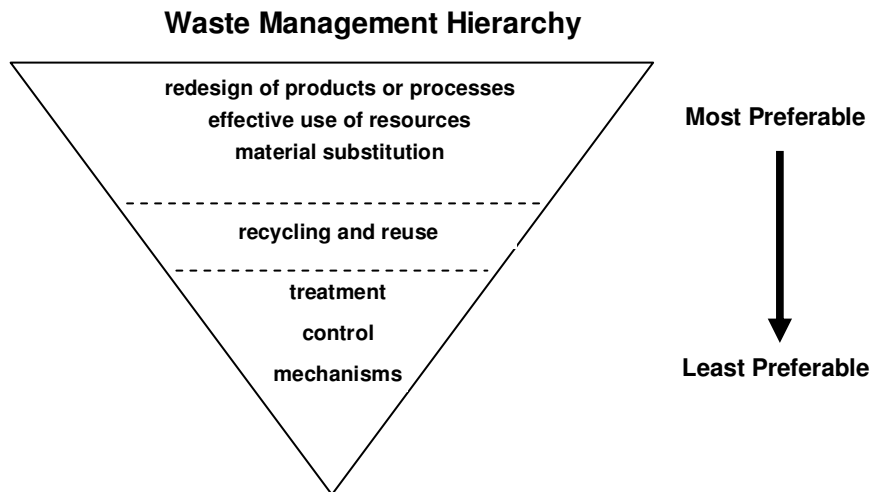 Waste Management Hierarchy
redesign of products or processes
effective use of resources
material substitution
Most Preferable
recycling and reuse
treatment
control
mechanisms
Least Preferable